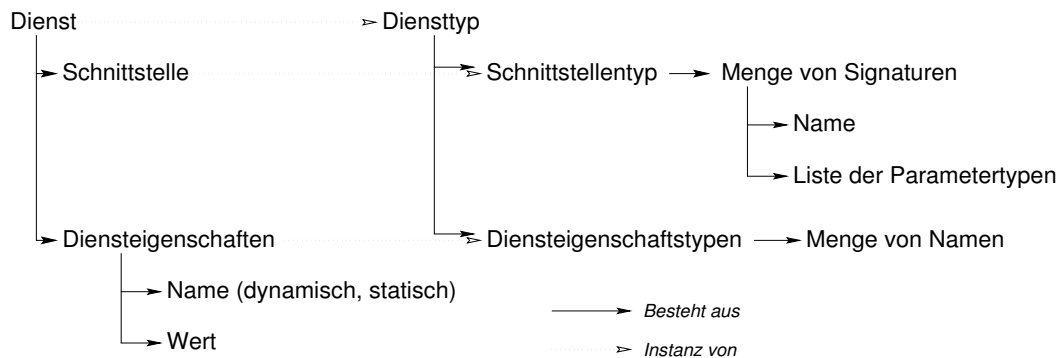 Dienst Diensttyp
Schnittstelle Schnittstellentyp Menge von Signaturen
Name
Liste der Parametertypen
Diensteigenschaften Diensteigenschaftstypen Menge von Namen
Name (dynamisch, statisch)
Besteht aus
Wert
Instanz von